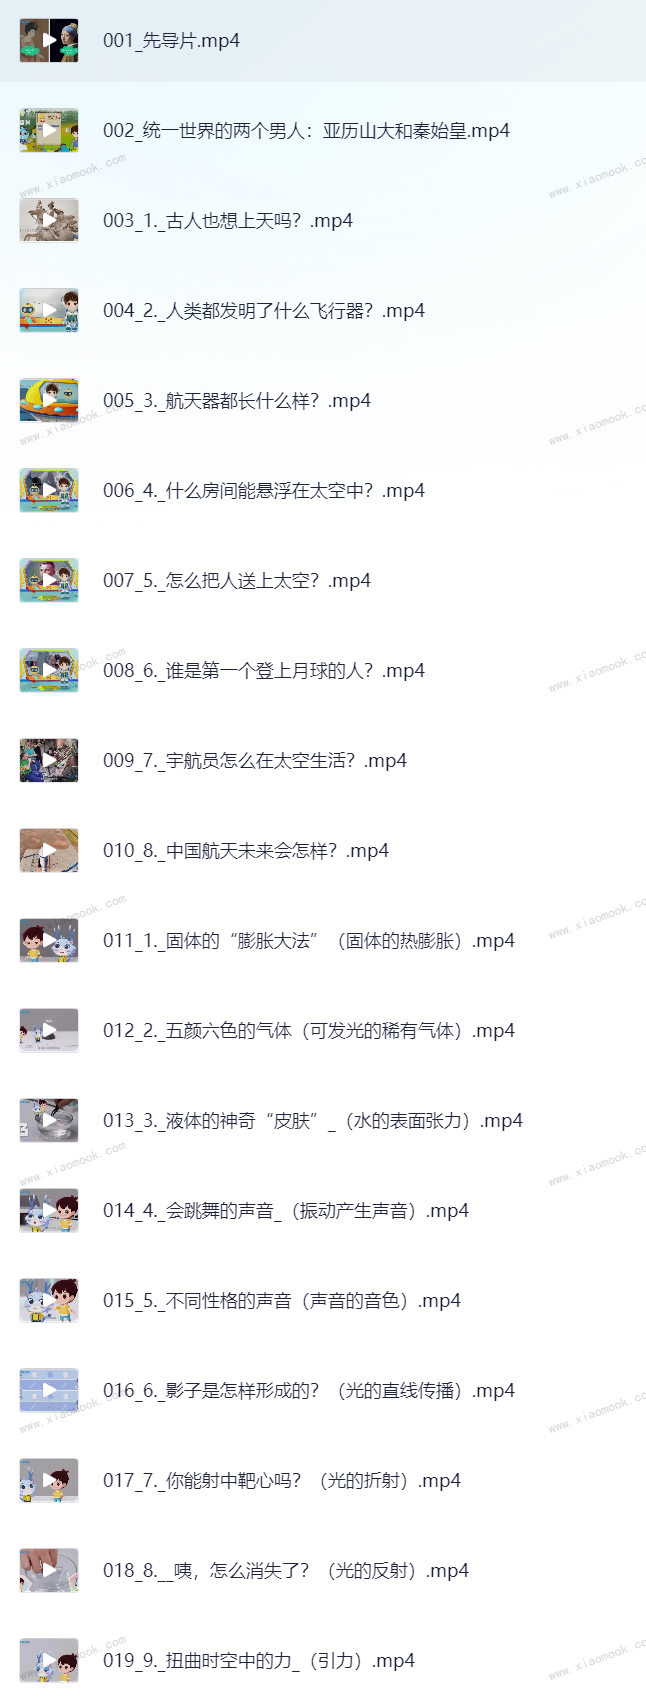 001_先导片.mp4
002_统一世界的两个男人：亚历山大和秦始皇.mp4
www.xiaomook.com
www.xiaomook.co
003_1._古人也想上天吗？.mp4
004_2._人类都发明了什么飞行器？.mp4
005_3._航天器都长什么样？.mp4
www.xiaomook.com
www.xiaomook.co
006_4._什么房间能悬浮在太空中？.mp4
007_5._怎么把人送上太空？.mp4
008_6._谁是第一个登上月球的人？.mp4
www.xiaomook.com
www.xiaomook.co
009_7._宇航员怎么在太空生活？.mp4
010_8._中国航天未来会怎样？.mp4
www.xiaomook.com
www.xiaomook.co
011_1._固体的“膨胀大法”（固体的热膨胀）.mp4
012_2._五颜六色的气体（可发光的稀有气体）.mp4
013_3._液体的神奇“皮肤”_（水的表面张力）.mp4
www.xiaomook.com
www.xiaomook.co
014_4._会跳舞的声音_（振动产生声音）.mp4
015_5._不同性格的声音（声音的音色）.mp4
016_6._影子是怎样形成的？（光的直线传播）.mp4
www.xiaomook.com
www.xiaomook.co
017_7._你能射中靶心吗？（光的折射）.mp4
018_8.__咦，怎么消失了？（光的反射）.mp4
019_9._扭曲时空中的力_（引力）.mp4
www.xiaomook.com
www.xiaomook.co